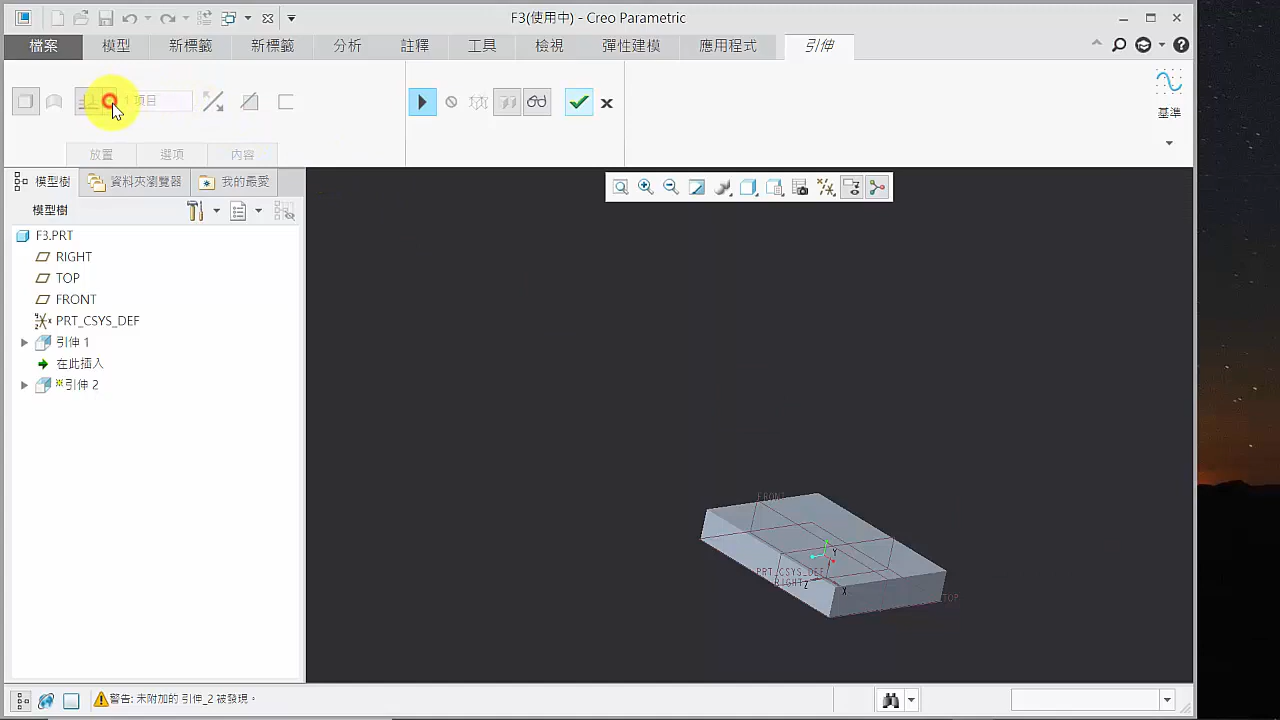 F3(使用中) - Creo Parametric
檔案 模型 新標籤 新標籤 分析 註釋 工具 檢視 彈性建模 應用程式 引伸
1 項目
基準
放置 選項 內容
模型樹 資料夾瀏覽器 我的最愛
模型樹
F3.PRT
RIGHT
TOP
FRONT
PRT_CSYS_DEF
引伸 1
在此插入
引伸 2
FRONT
Y
PRT_CSYS_DEF
RIGHT
Z
X
TOP
警告: 未附加的 引伸_2 被發現。